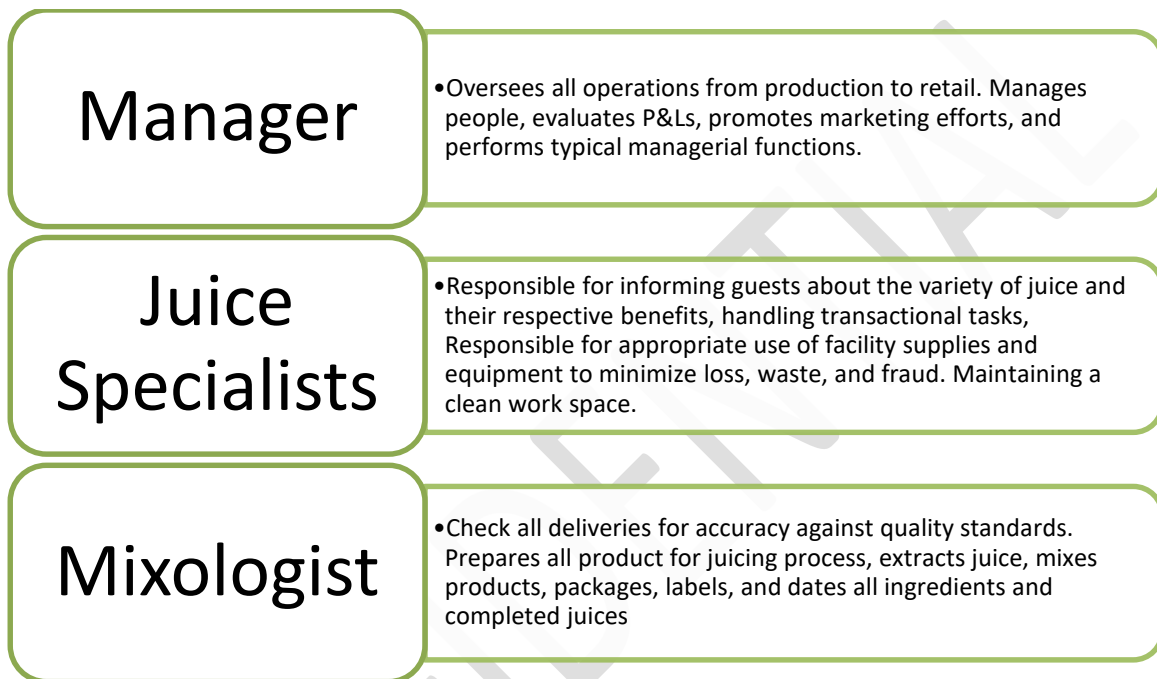 Manager
•Oversees all operations from production to retail. Manages
people, evaluates P&Ls, promotes marketing efforts, and
performs typical managerial functions.
Juice
Specialists
•Responsible for informing guests about the variety of juice and
their respective benefits, handling transactional tasks,
Responsible for appropriate use of facility supplies and
equipment to minimize loss, waste, and fraud. Maintaining a
clean work space.
Mixologist
•Check all deliveries for accuracy against quality standards.
Prepares all product for juicing process, extracts juice, mixes
products, packages, labels, and dates all ingredients and
completed juices